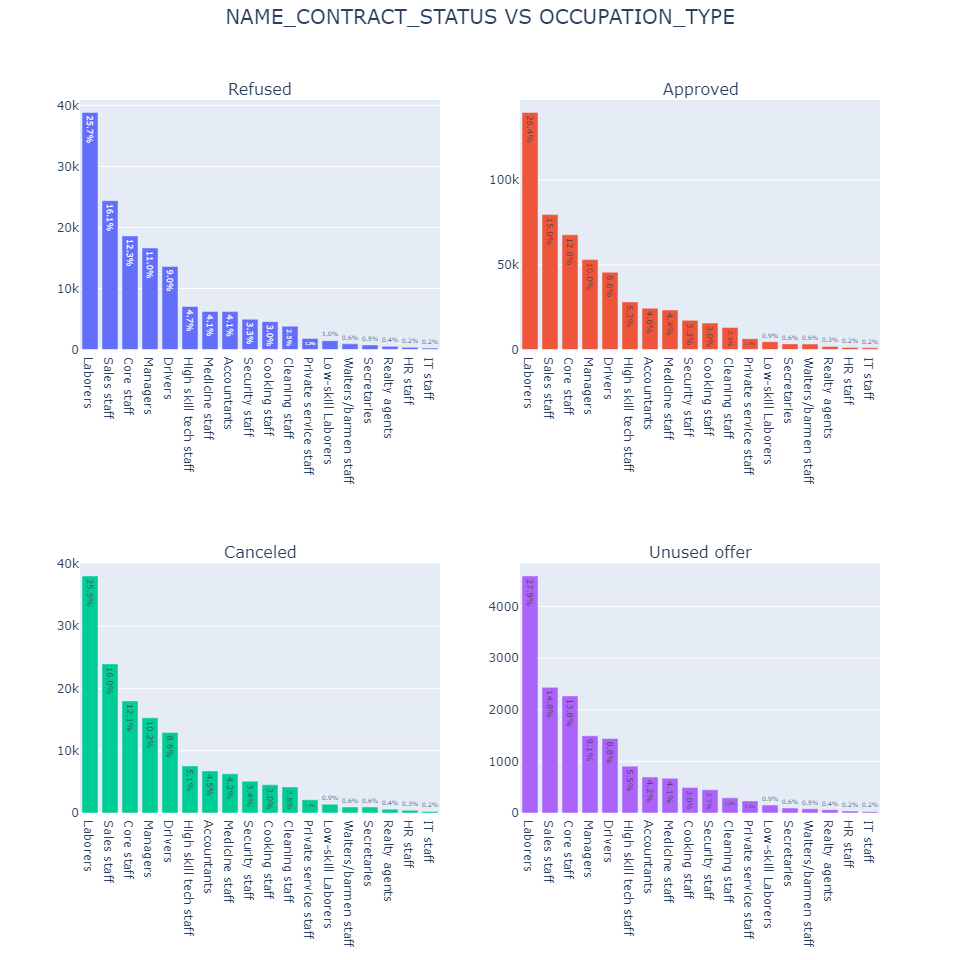 NAME_CONTRACT_STATUS VS OCCUPATION_TYPE
Refused
40k
30k
20k
10k
0
25.7%
16.1%
12.3%
11.0%
9.0%
4.7%
4.1%
4.1%
3.3%
3.0%
2.5%
1.0%
0.6%
0.5%
0.4%
0.2%
0.2%
Laborers
Sales staff
Core staff
Managers
Drivers
High skill tech staff
Medicine staff
Accountants
Security staff
Cooking staff
Cleaning staff
Private service staff
Low-skill Laborers
Waiters/barmen staff
Secretaries
Realty agents
HR staff
IT staff
Approved
100k
50k
0
26.4%
15.0%
12.8%
10.0%
8.6%
5.3%
4.6%
4.4%
3.3%
3.0%
0.9%
0.6%
0.6%
0.3%
0.2%
0.2%
Laborers
Sales staff
Core staff
Managers
Drivers
High skill tech staff
Accountants
Medicine staff
Security staff
Cooking staff
Cleaning staff
Private service staff
Low-skill Laborers
Secretaries
Waiters/barmen staff
Realty agents
HR staff
IT staff
Canceled
40k
30k
20k
10k
0
25.5%
16.0%
12.1%
10.2%
8.6%
5.1%
4.5%
4.2%
3.4%
3.0%
2.8%
0.9%
0.6%
0.6%
0.4%
0.3%
0.2%
Laborers
Sales staff
Core staff
Managers
Drivers
High skill tech staff
Accountants
Medicine staff
Security staff
Cooking staff
Cleaning staff
Private service staff
Low-skill Laborers
Waiters/barmen staff
Secretaries
Realty agents
HR staff
IT staff
Unused offer
4000
3000
2000
1000
0
27.9%
14.8%
13.8%
9.1%
8.8%
5.5%
4.2%
4.1%
3.0%
2.7%
0.9%
0.6%
0.5%
0.4%
0.2%
0.2%
Laborers
Sales staff
Core staff
Managers
Drivers
High skill tech staff
Accountants
Medicine staff
Cooking staff
Security staff
Cleaning staff
Private service staff
Low-skill Laborers
Secretaries
Waiters/barmen staff
Realty agents
HR staff
IT staff